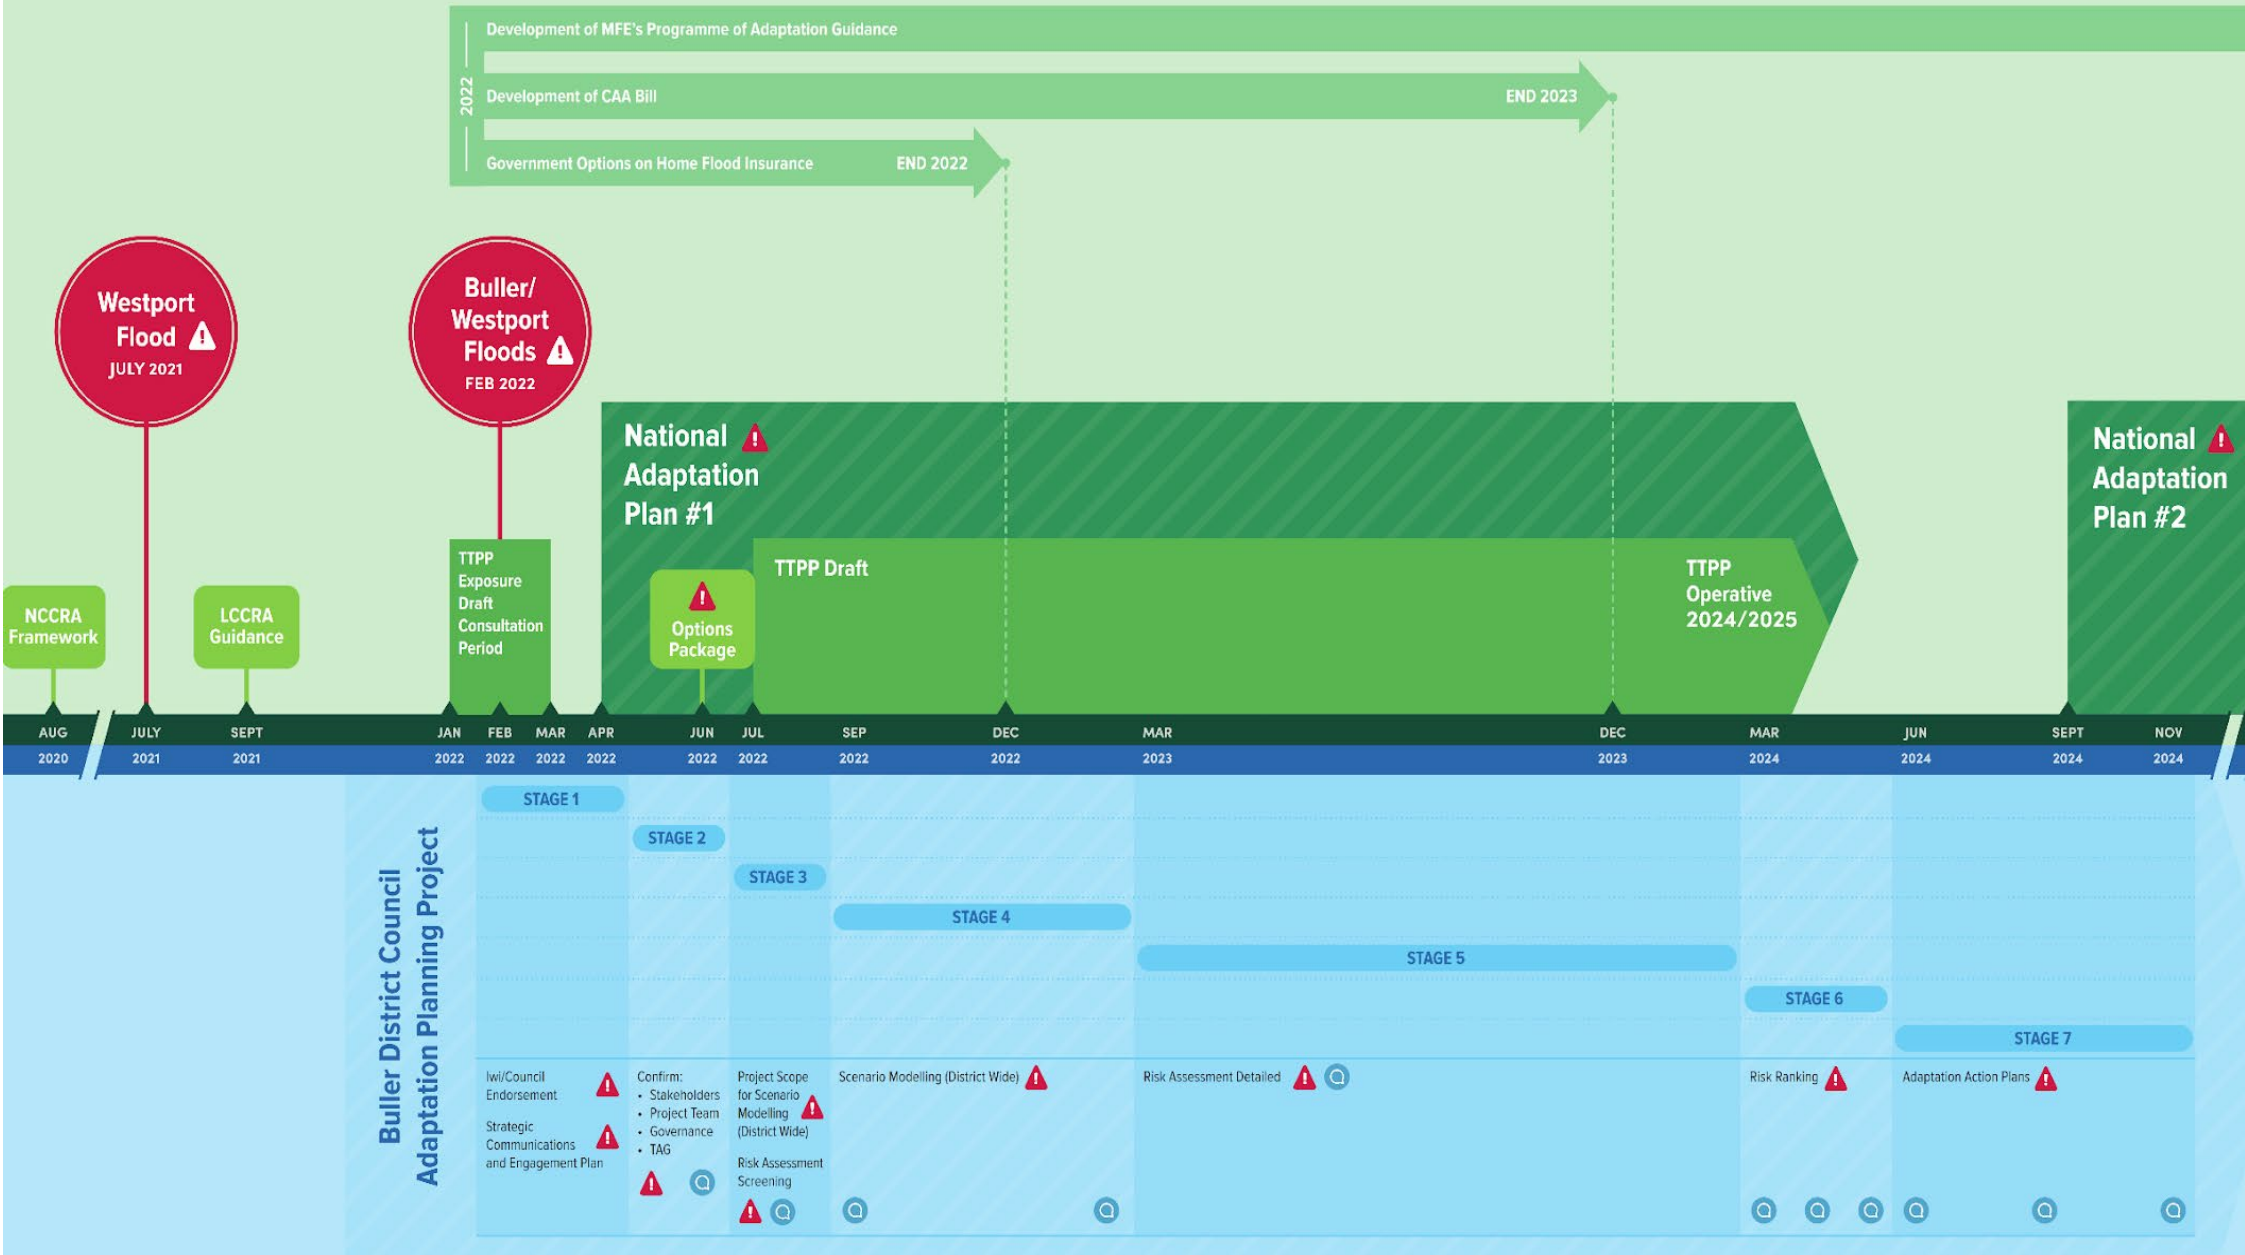 Development of MFE's Programme of Adaptation Guidance
2022
Development of CAA Bill
END 2023
Government Options on Home Flood Insurance
END 2022
Westport
Flood
JULY 2021
Buller/
Westport
Floods
FEB 2022
National
Adaptation
Plan #1
National
Adaptation
Plan #2
NCCRA
Framework
LCCRA
Guidance
TTPP
Exposure
Draft
Consultation
Period
Options
Package
TTPP Draft
TTPP
Operative
2024/2025
AUG JULY SEPT JAN FEB MAR APR JUN JUL SEP DEC MAR DEC MAR JUN SEPT NOV
2020 2021 2021 2022 2022 2022 2022 2022 2022 2022 2022 2023 2023 2024 2024 2024 2024
Buller District Council
Adaptation Planning Project
STAGE 1
STAGE 2
STAGE 3
STAGE 4
STAGE 5
STAGE 6
STAGE 7
Iwi/Council
Endorsement
Strategic
Communications
and Engagement Plan
Confirm:
• Stakeholders
• Project Team
• Governance
• TAG
Project Scope
for Scenario
Modelling
(District Wide)
Risk Assessment
Screening
Scenario Modelling (District Wide)
Risk Assessment Detailed
Risk Ranking
Adaptation Action Plans